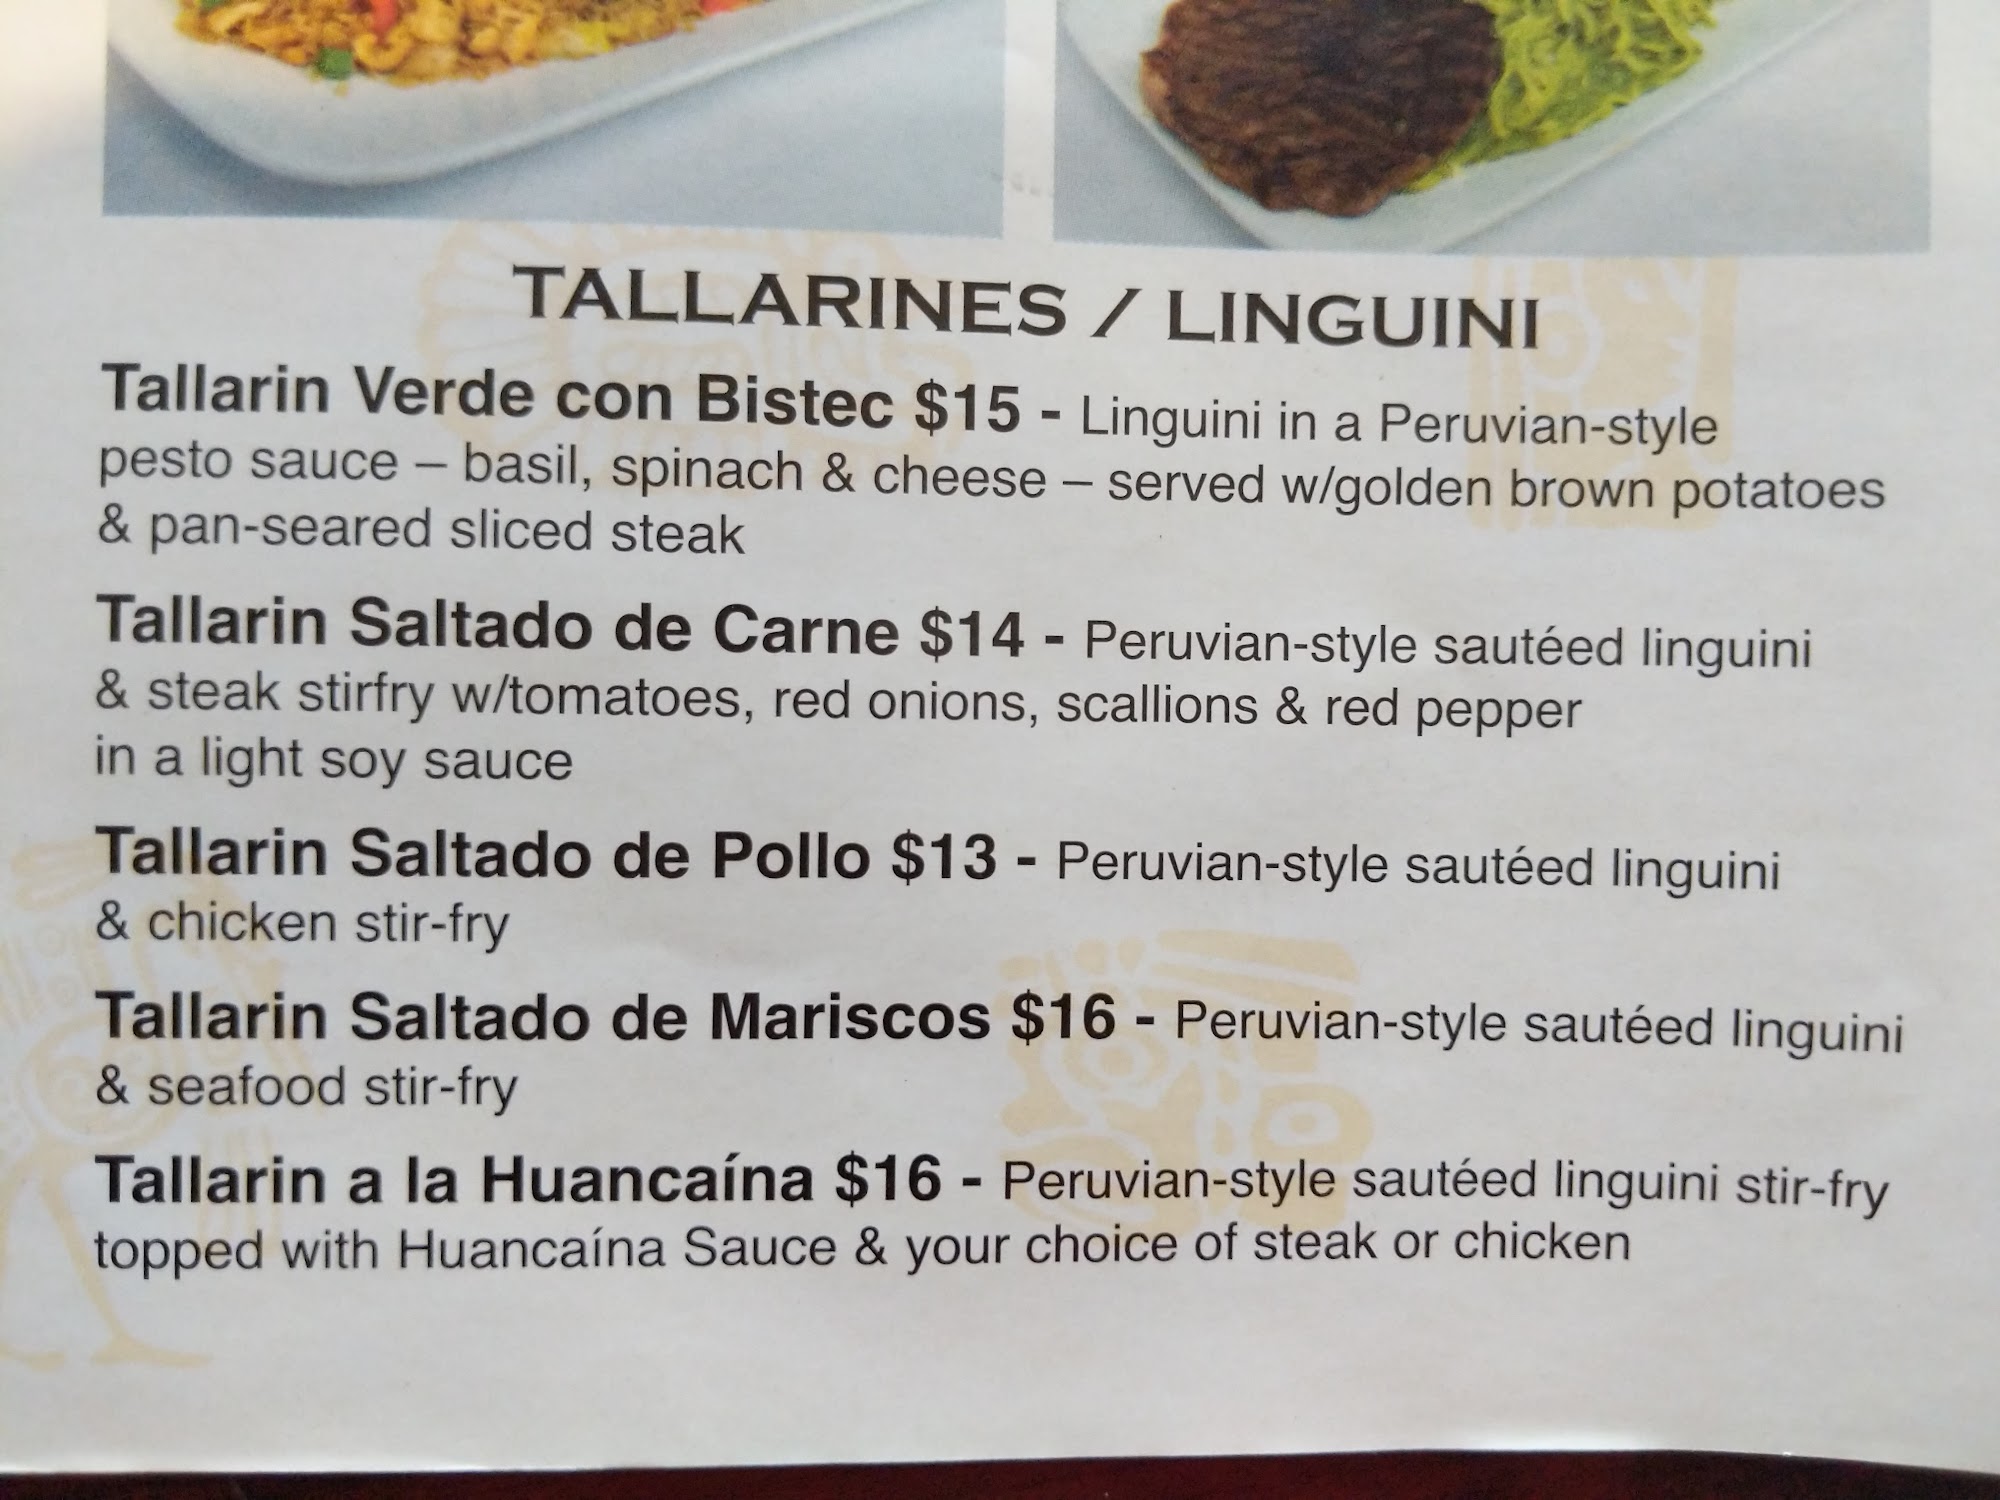 TALLARINES / LINGUINI
Tallarin Verde con Bistec $15 - Linguini in a Peruvian-style
pesto sauce – basil, spinach & cheese – served w/golden brown potatoes
& pan-seared sliced steak
Tallarin Saltado de Carne $14 - Peruvian-style sautéed linguini
& steak stirfry w/tomatoes, red onions, scallions & red pepper
in a light soy sauce
Tallarin Saltado de Pollo $13 - Peruvian-style sautéed linguini
& chicken stir-fry
Tallarin Saltado de Mariscos $16 - Peruvian-style sautéed linguini
& seafood stir-fry
Tallarin a la Huancaína $16 - Peruvian-style sautéed linguini stir-fry
topped with Huancaína Sauce & your choice of steak or chicken